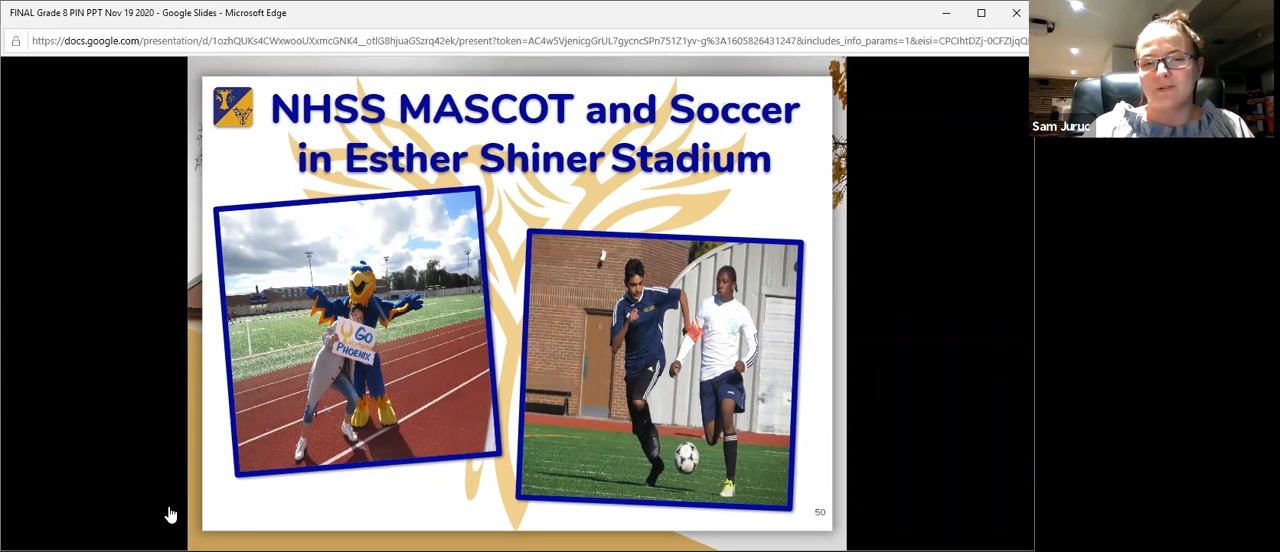 FINAL Grade 8 PIN PPT Nov 19 2020 - Google Slides - Microsoft Edge
NHSS MASCOT and Soccer
in Esther Shiner Stadium
GO
PHOENIX
50
Sam Juruc